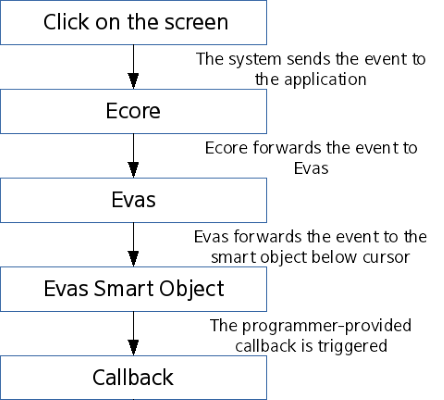 Click on the screen
The system sends the event to
the application
Ecore
Ecore forwards the event to
Evas
Evas
Evas forwards the event to the
smart object below cursor
Evas Smart Object
The programmer-provided
callback is triggered
Callback